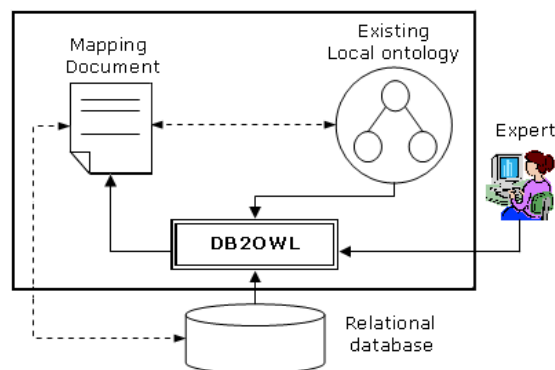 Mapping
Document
Existing
Local ontology
Expert
DB2OWL
Relational
database